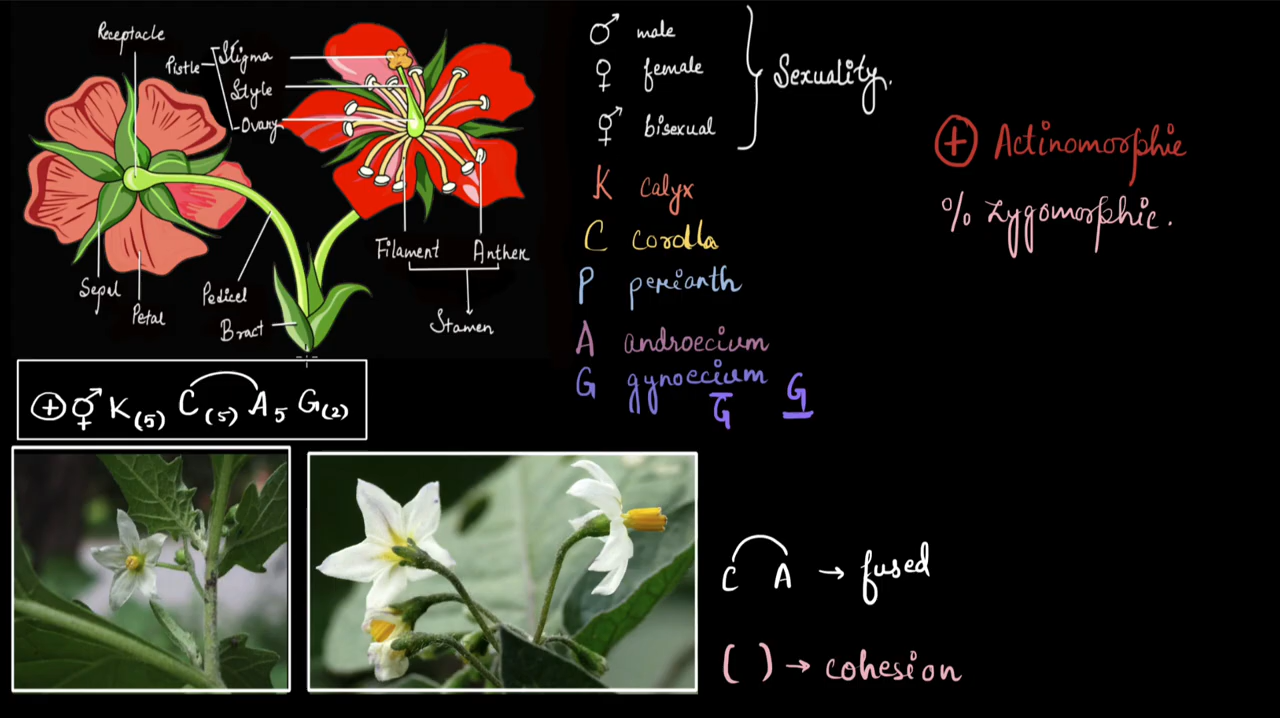 Receptacle
Pistle
Stigma
Style
Ovary
Filament
Anther
Stamen
Sepal
Petal
Pedicel
Bract
⊕ ⚥ K(5) C(5) A5 G(2)
♂ male
♀ female
⚥ bisexual
Sexuality.
K calyx
C corolla
P perianth
A androecium
G gynoecium
G̅ G̲
⊕ Actinomorphic
% Zygomorphic.
C A → fused
( ) → cohesion